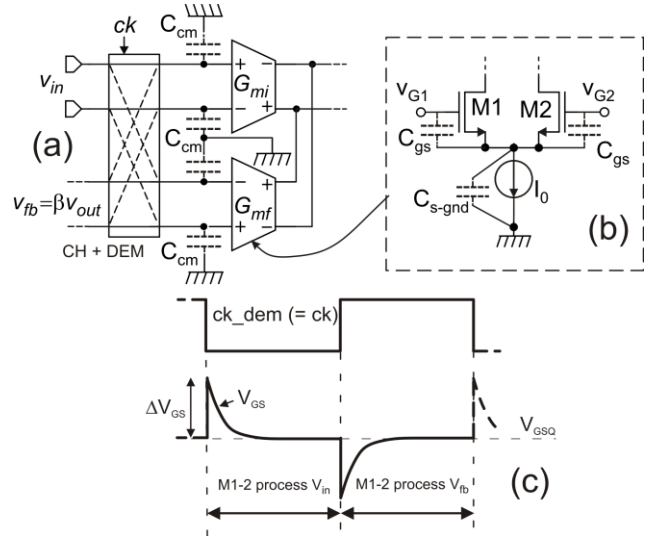 ck
C_cm
v_in
+
−
G_mi
−
+
(a)
C_cm
C_cm
−
+
G_mf
+
−
v_fb=βv_out
CH + DEM
C_cm
v_G1
M1
M2
v_G2
C_gs
C_gs
C_s-gnd
I_0
(b)
ck_dem (= ck)
ΔV_GS
V_GS
V_GSQ
(c)
M1-2 process V_in
M1-2 process V_fb